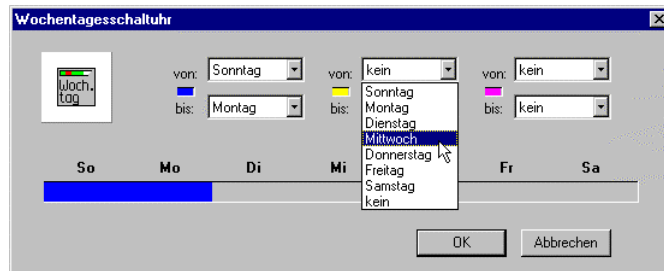 Wochentagesschaltuhr
Woch.
tag
von: Sonntag
bis: Montag
von: kein
bis:
Sonntag
Montag
Dienstag
Mittwoch
Donnerstag
Freitag
Samstag
kein
von: kein
bis: kein
So Mo Di Mi Fr Sa
OK Abbrechen